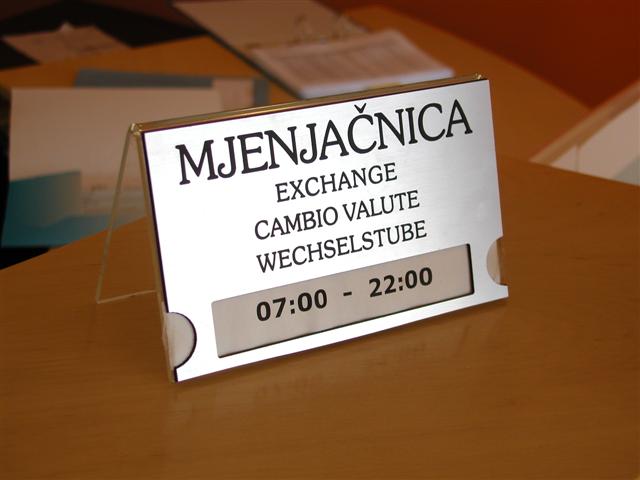 MJENJAČNICA
EXCHANGE
CAMBIO VALUTE
WECHSELSTUBE
07:00 - 22:00